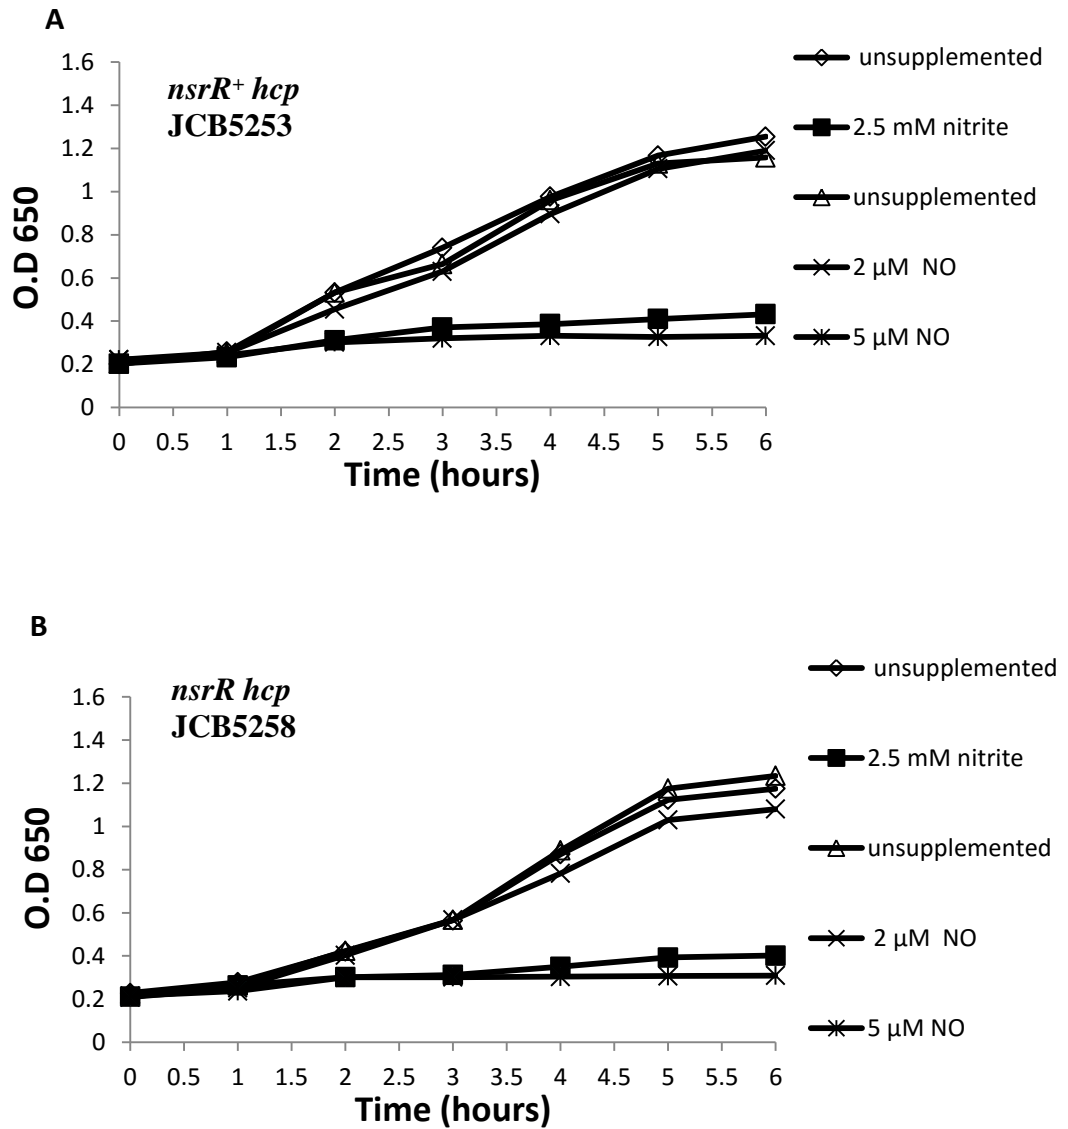 A
nsrR+ hcp
JCB5253
O.D 650
1.6
1.4
1.2
1
0.8
0.6
0.4
0.2
0
0 0.5 1 1.5 2 2.5 3 3.5 4 4.5 5 5.5 6
Time (hours)
unsupplemented
2.5 mM nitrite
unsupplemented
2 µM NO
5 µM NO
B
nsrR hcp
JCB5258
O.D 650
1.6
1.4
1.2
1
0.8
0.6
0.4
0.2
0
0 0.5 1 1.5 2 2.5 3 3.5 4 4.5 5 5.5 6
Time (hours)
unsupplemented
2.5 mM nitrite
unsupplemented
2 µM NO
5 µM NO